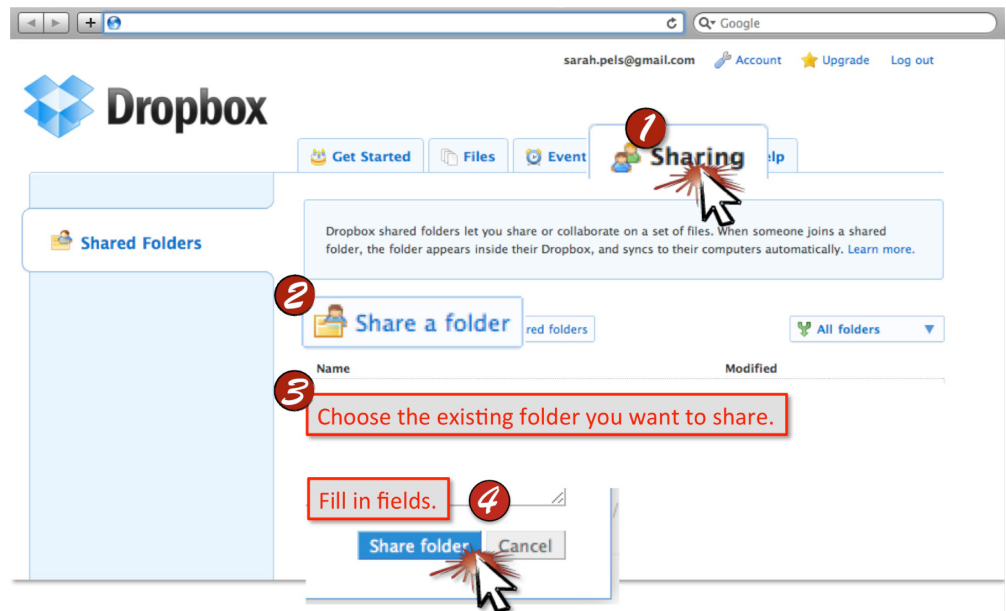 Google
sarah.pels@gmail.com Account Upgrade Log out
Dropbox
1
Get Started Files Event Sharing elp
Shared Folders
Dropbox shared folders let you share or collaborate on a set of files. When someone joins a shared
folder, the folder appears inside their Dropbox, and syncs to their computers automatically. Learn more.
2
Share a folder red folders All folders
Name Modified
3
Choose the existing folder you want to share.
Fill in fields. 4
Share folder Cancel